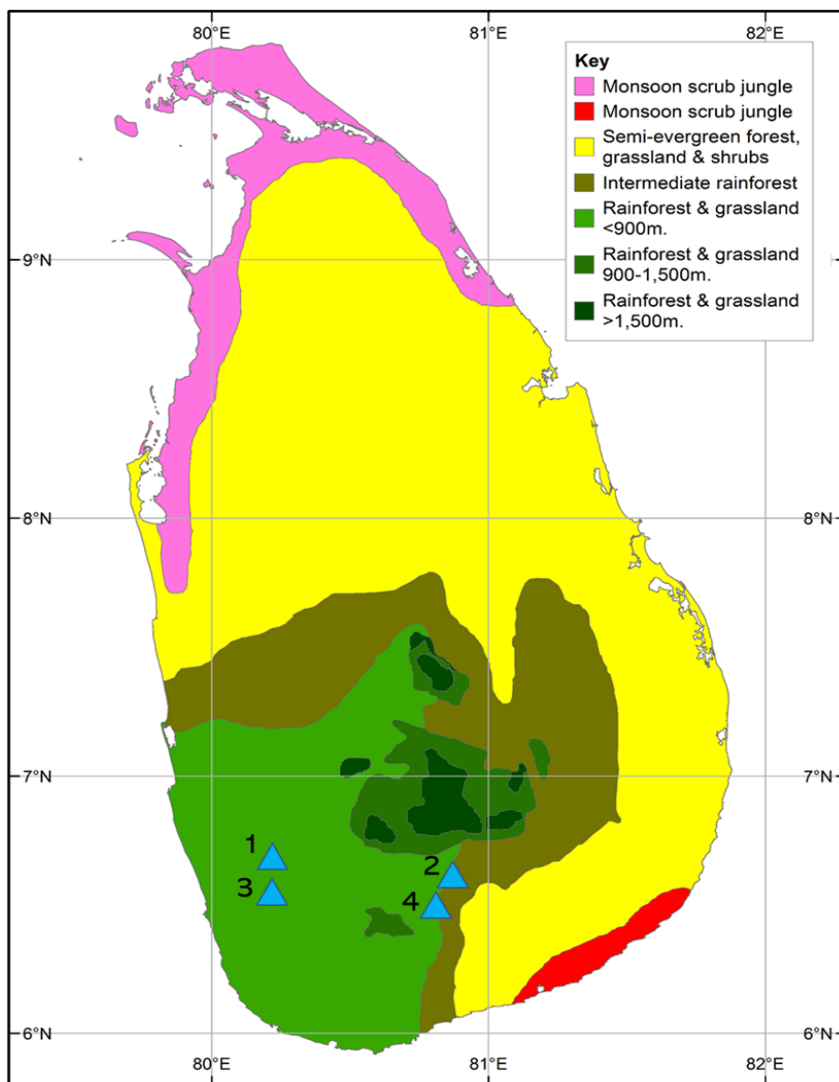 80°E 81°E 82°E
Key
Monsoon scrub jungle
Monsoon scrub jungle
Semi-evergreen forest,
grassland & shrubs
Intermediate rainforest
Rainforest & grassland
<900m.
Rainforest & grassland
900-1,500m.
Rainforest & grassland
>1,500m.
9°N
8°N 8°N
7°N 7°N
1
2
3
4
6°N 6°N
80°E 81°E 82°E